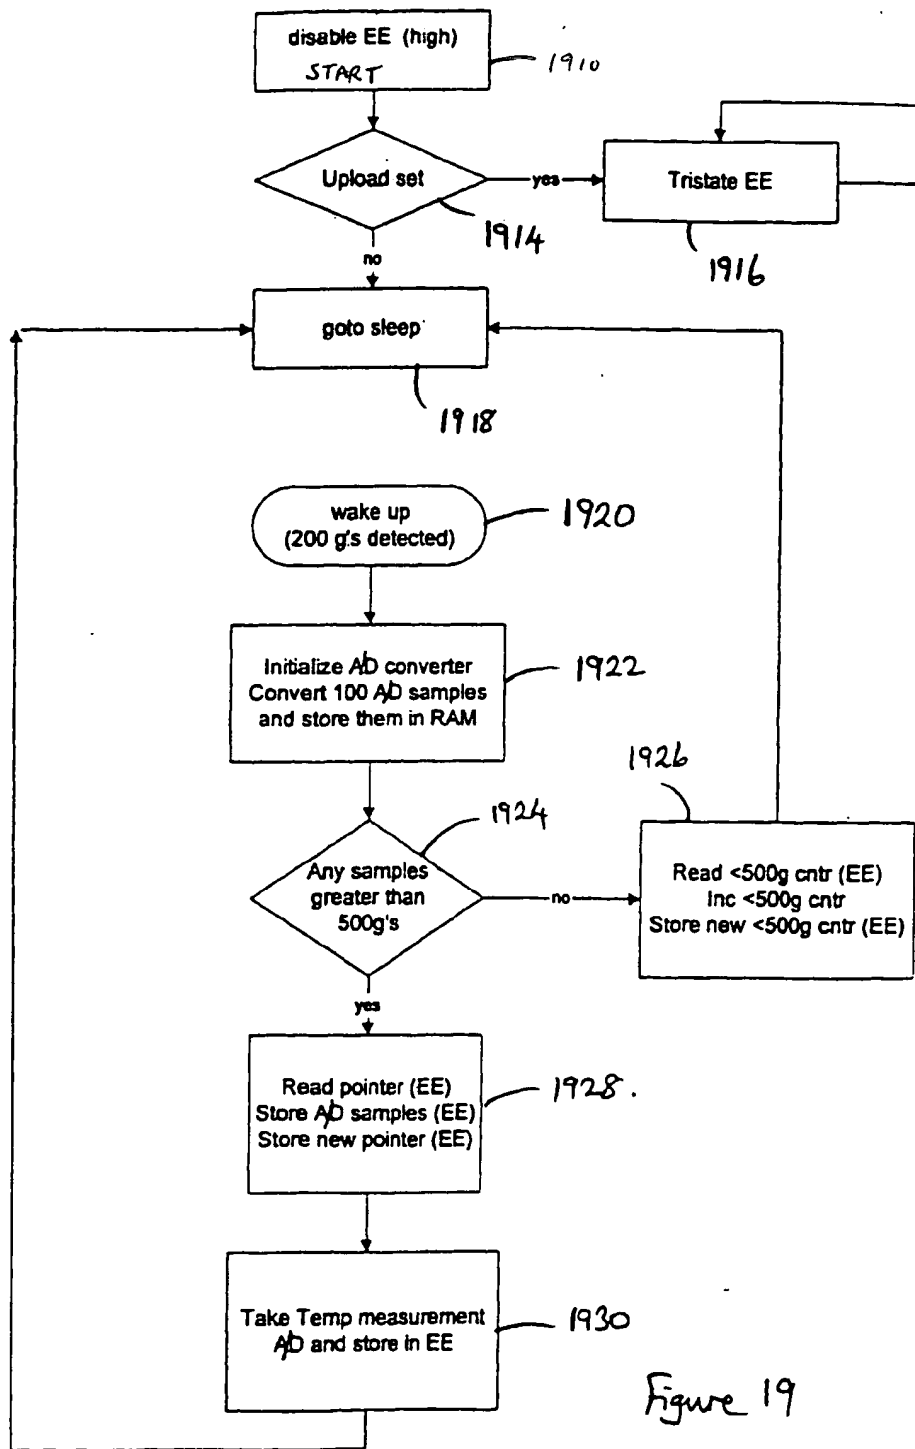 disable EE (high)
START
1910
Upload set
yes
Tristate EE
1914
1916
no
goto sleep
1918
wake up
(200 g's detected)
1920
Initialize A/D converter
Convert 100 A/D samples
and store them in RAM
1922
1926
1924
Any samples
greater than
500g's
no
Read <500g cntr (EE)
Inc <500g cntr
Store new <500g cntr (EE)
yes
Read pointer (EE)
Store A/D samples (EE)
Store new pointer (EE)
1928.
Take Temp measurement
A/D and store in EE
1930
Figure 19